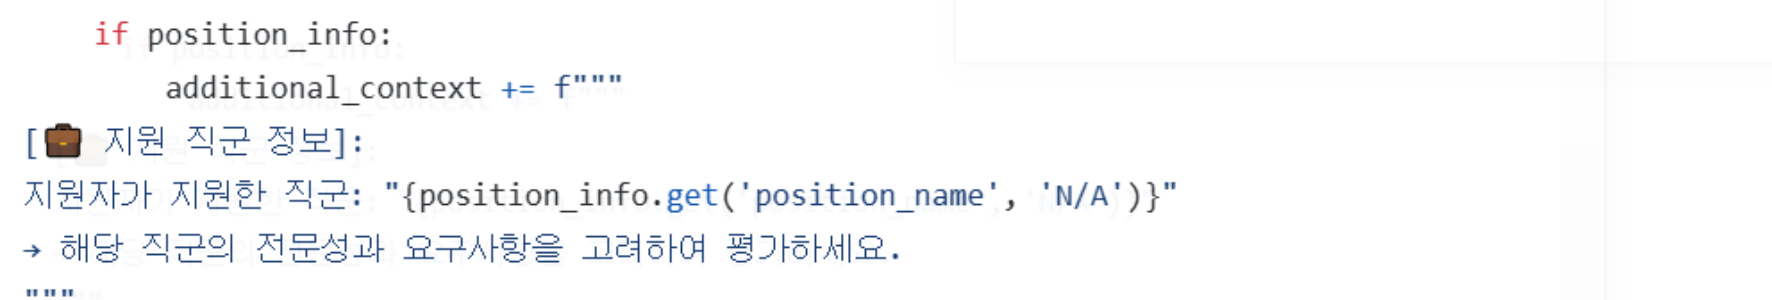 if position_info:
additional_context += f"""
[💼 지원 직군 정보]:
지원자가 지원한 직군: "{position_info.get('position_name', 'N/A')}"
→ 해당 직군의 전문성과 요구사항을 고려하여 평가하세요.
"""